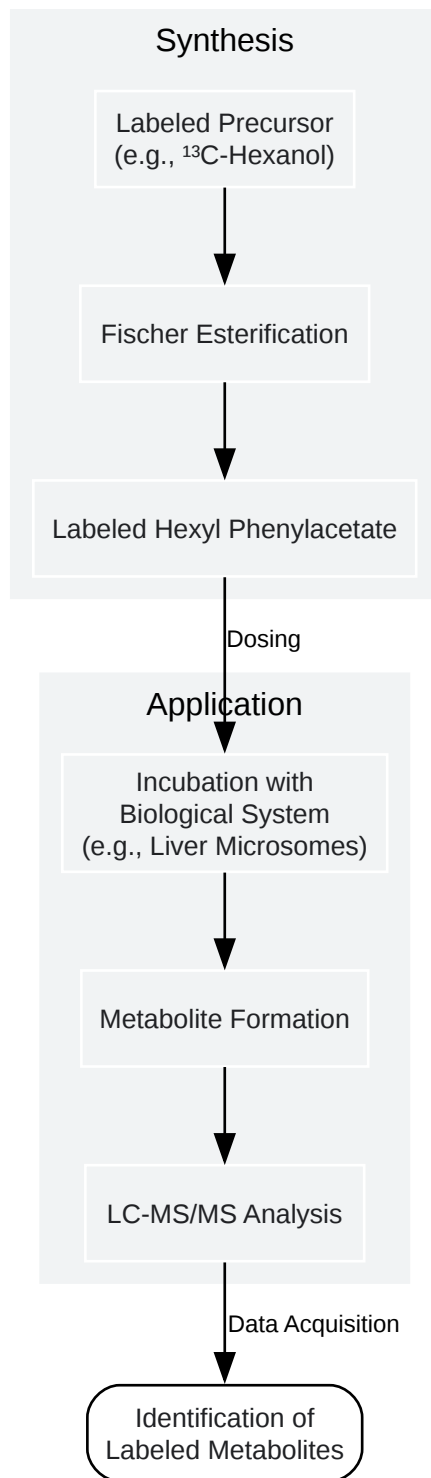 Synthesis
Labeled Precursor
(e.g., ¹³C-Hexanol)
Fischer Esterification
Labeled Hexyl Phenylacetate
Dosing
Application
Incubation with
Biological System
(e.g., Liver Microsomes)
Metabolite Formation
LC-MS/MS Analysis
Data Acquisition
Identification of
Labeled Metabolites